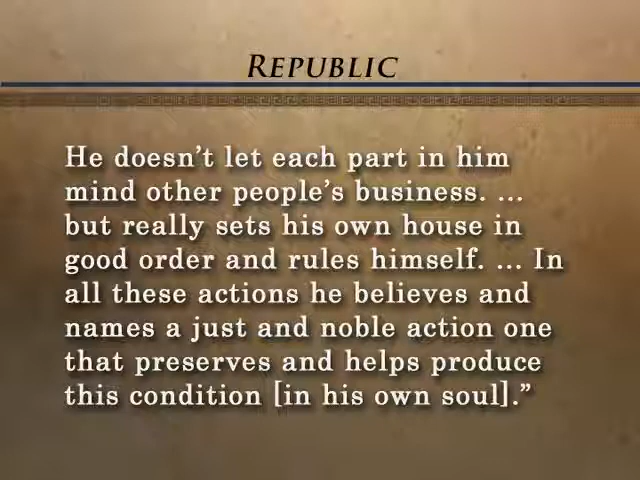 REPUBLIC
He doesn't let each part in him
mind other people's business. ...
but really sets his own house in
good order and rules himself. ... In
all these actions he believes and
names a just and noble action one
that preserves and helps produce
this condition [in his own soul].”